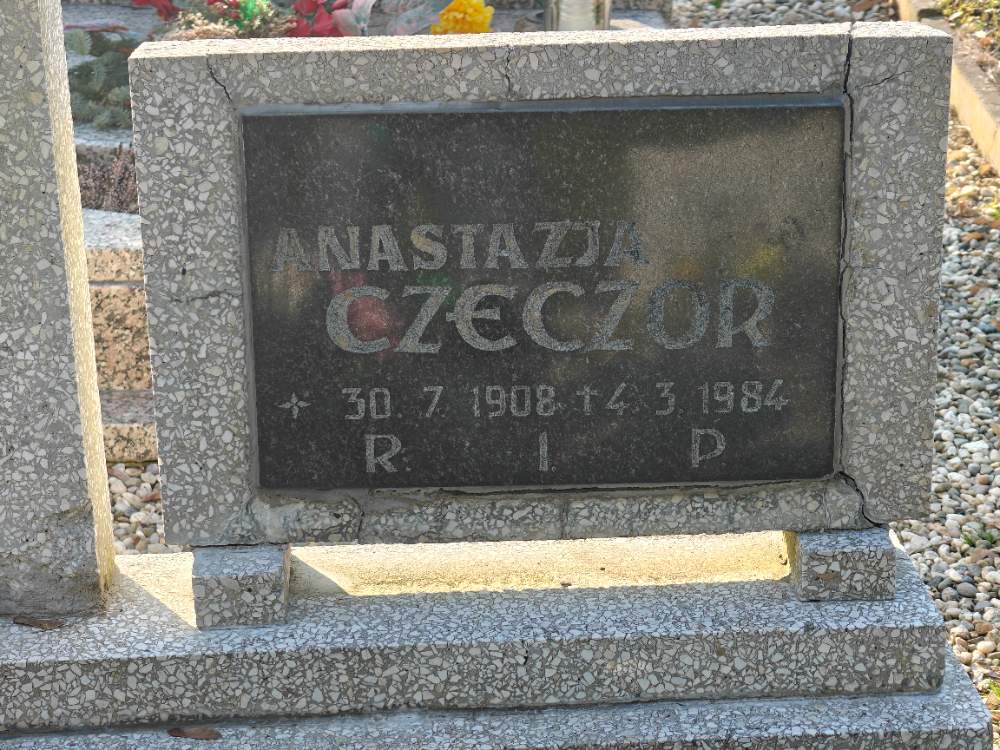 ANASTAZJA
CZECZOR
* 30. 7. 1908 † 4. 3. 1984
R. I. P